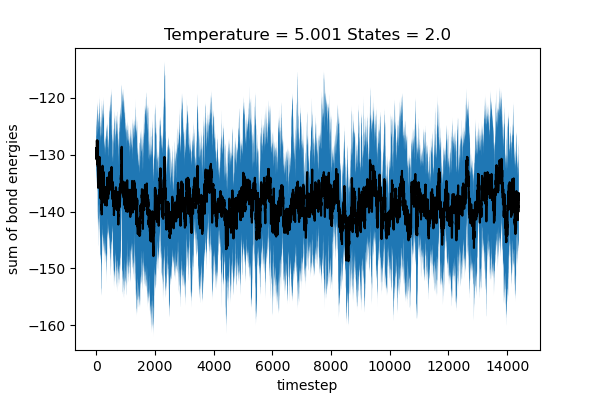 Temperature = 5.001 States = 2.0
sum of bond energies
−120
−130
−140
−150
−160
0 2000 4000 6000 8000 10000 12000 14000
timestep